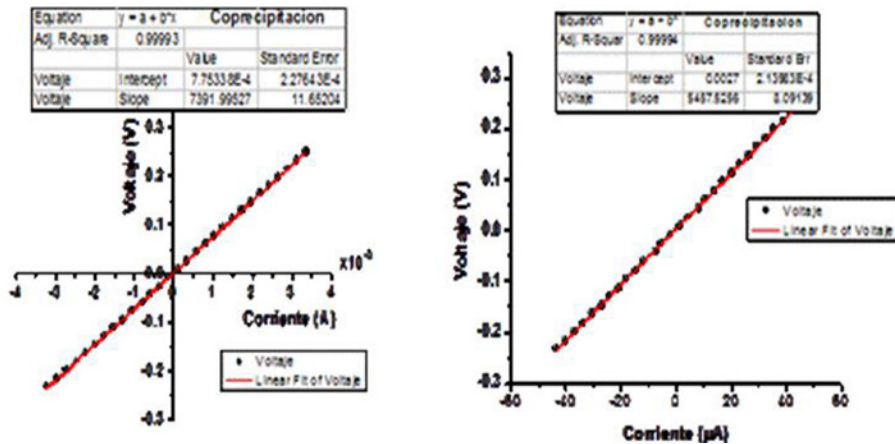 Equation y = a + b*x Coprecipitacion
Adj. R-Square 0.99993
Value Standard Error
Voltaje Intercept 7.75338E-4 2.27643E-4
Voltaje Slope 7391.99527 11.65204
Voltaje (V)
0.3
0.2
0.1
0.0
-0.1
-0.2
-0.3
-4 -3 -2 -1 0 1 2 3 4
Corriente (A)
Voltaje
Linear Fit of Voltaje
Equation y = a + b* Coprecipitacion
Adj. R-Squar 0.99994
Value Standard Err
Voltaje Intercept 0.0027
Voltaje Slope
Voltaje (V)
0.3
0.2
0.1
0.0
-0.1
-0.2
-0.3
-60 -40 -20 0 20 40 60
Corriente (µA)
Voltaje
Linear Fit of Voltaje